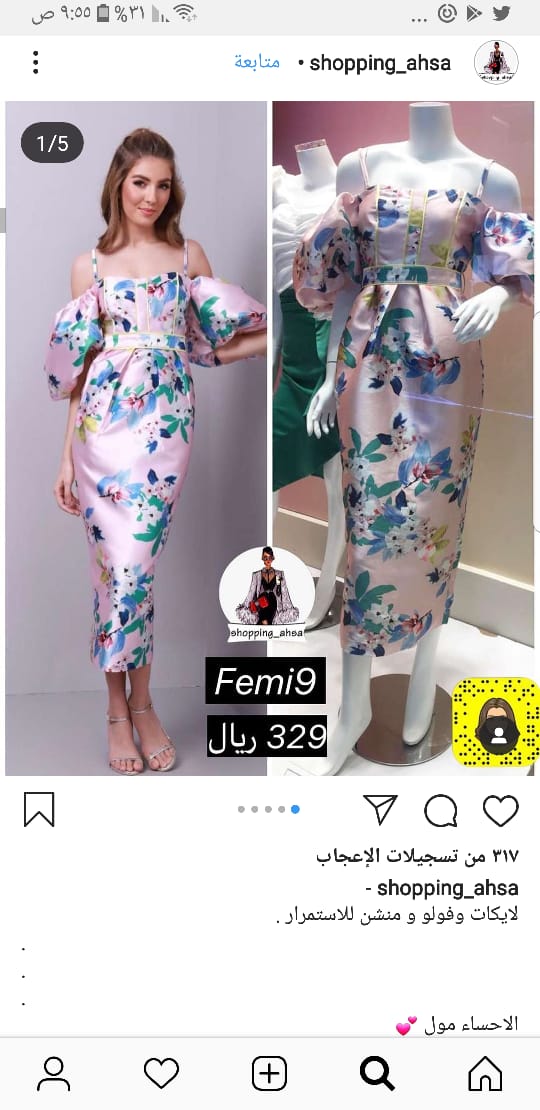 ٩:٥٥ ص
%٣١
...
shopping_ahsa • متابعة
1/5
shopping_ahsa
Femi9
329 ريال
٣١٧ من تسجيلات الإعجاب
shopping_ahsa -
لايكات وفولو و منشن للاستمرار .
.
.
.
الاحساء مول 💕